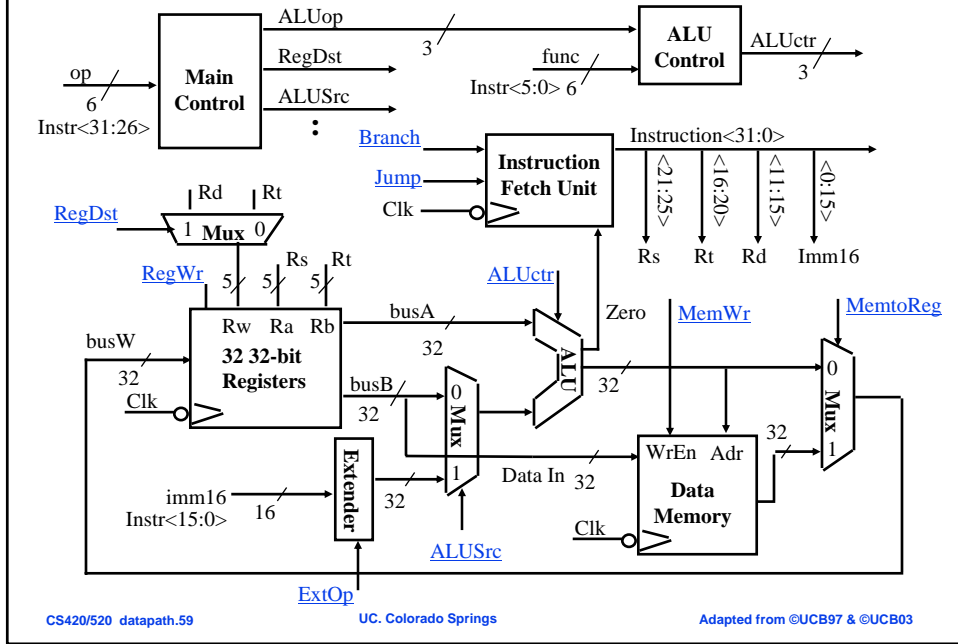 ALUop
3
RegDst
ALUSrc
:
op
6
Instr<31:26>
Main
Control
func
Instr<5:0> 6
ALU
Control
ALUctr
3
Branch
Jump
Clk
Instruction
Fetch Unit
Instruction<31:0>
<21:25>
<16:20>
<11:15>
<0:15>
Rs
Rt
Rd
Imm16
Rd
Rt
RegDst
1 Mux 0
RegWr
5
5
Rs
5
Rt
Rw Ra Rb
32 32-bit
Registers
busW
32
Clk
busA
32
busB
32
0
Mux
1
ALUctr
ALU
Zero
32
MemWr
MemtoReg
0
Mux
1
32
Data In
32
WrEn Adr
Data
Memory
Clk
imm16
Instr<15:0>
16
Extender
32
ALUSrc
ExtOp
CS420/520 datapath.59
UC. Colorado Springs
Adapted from ©UCB97 & ©UCB03